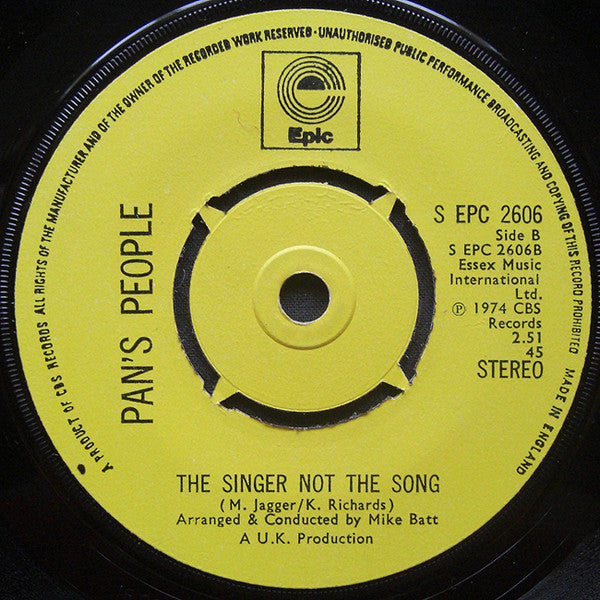 A PRODUCT OF CBS RECORDS ALL RIGHTS OF THE MANUFACTURER AND OF THE OWNER OF THE RECORDED WORK RESERVED · UNAUTHORISED PUBLIC PERFORMANCE BROADCASTING AND COPYING OF THIS RECORD PROHIBITED MADE IN ENGLAND
Epic
PAN'S PEOPLE
S EPC 2606
Side B
S EPC 2606B
Essex Music
International
Ltd.
℗ 1974 CBS
Records
2.51
45
STEREO
THE SINGER NOT THE SONG
(M. Jagger/K. Richards)
Arranged & Conducted by Mike Batt
A U.K. Production